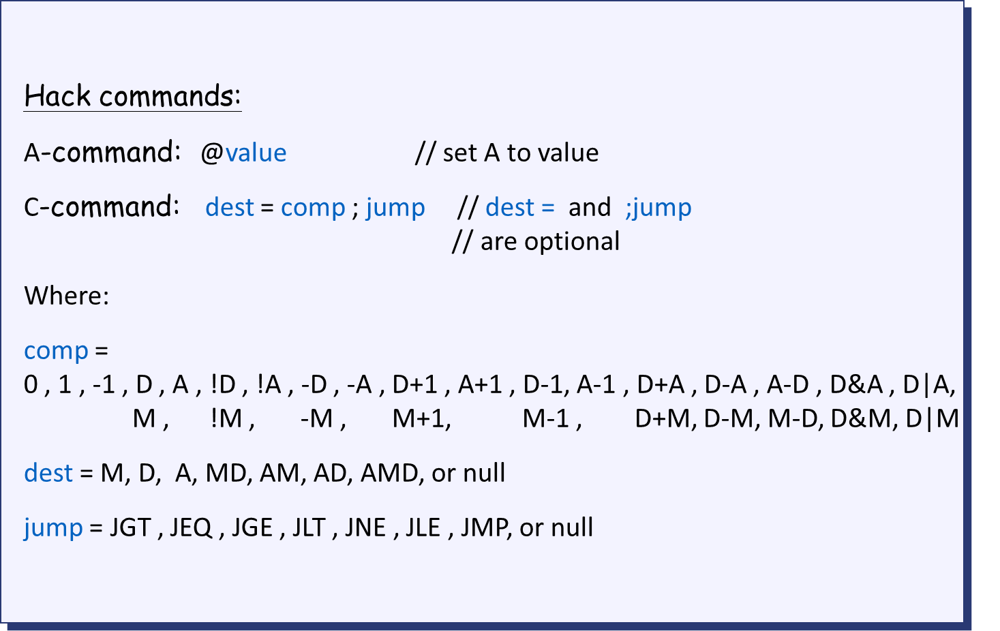 Hack commands:
A-command: @value // set A to value
C-command: dest = comp ; jump // dest = and ;jump
// are optional
Where:
comp =
0 , 1 , -1 , D , A , !D , !A , -D , -A , D+1 , A+1 , D-1, A-1 , D+A , D-A , A-D , D&A , D|A,
M , !M , -M , M+1, M-1 , D+M, D-M, M-D, D&M, D|M
dest = M, D, A, MD, AM, AD, AMD, or null
jump = JGT , JEQ , JGE , JLT , JNE , JLE , JMP, or null